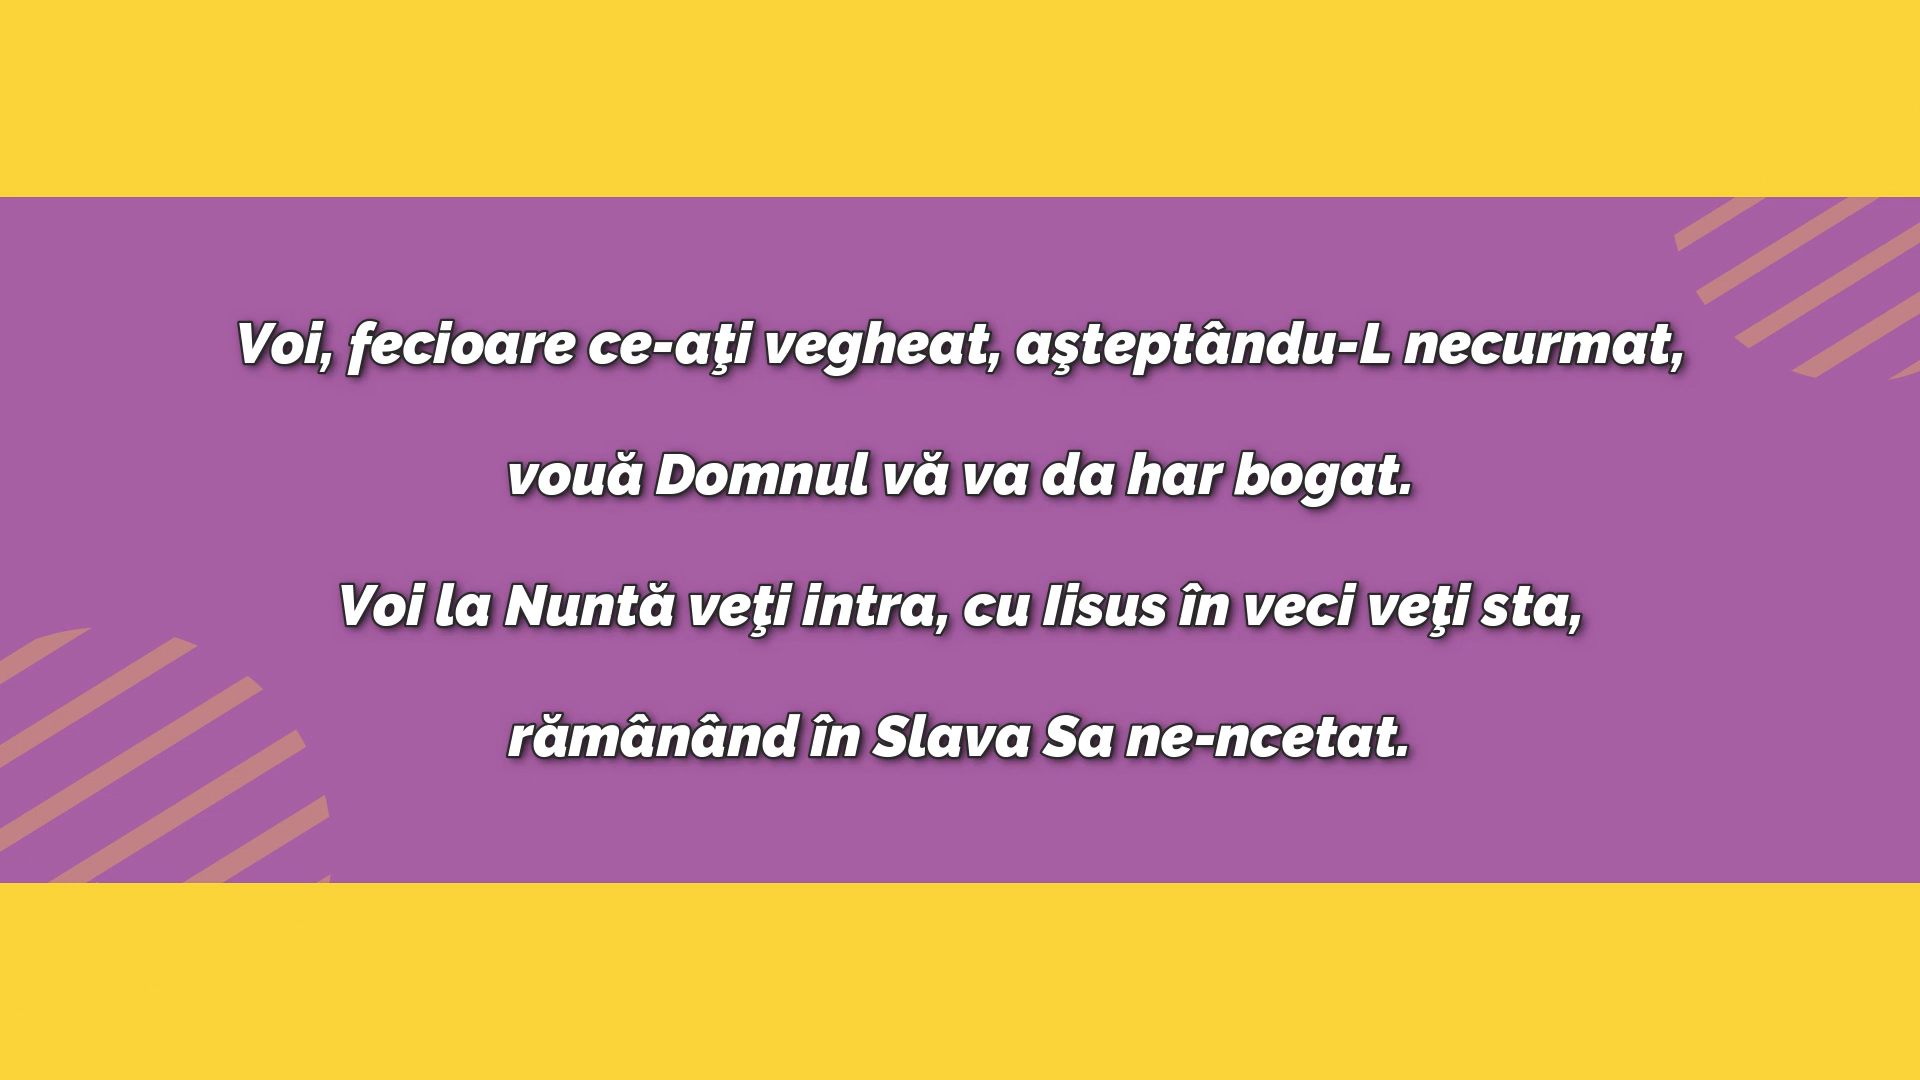 Voi, fecioare ce-aţi vegheat, aşteptându-L necurmat,
vouă Domnul vă va da har bogat.
Voi la Nuntă veţi intra, cu Iisus în veci veţi sta,
rămânând în Slava Sa ne-ncetat.